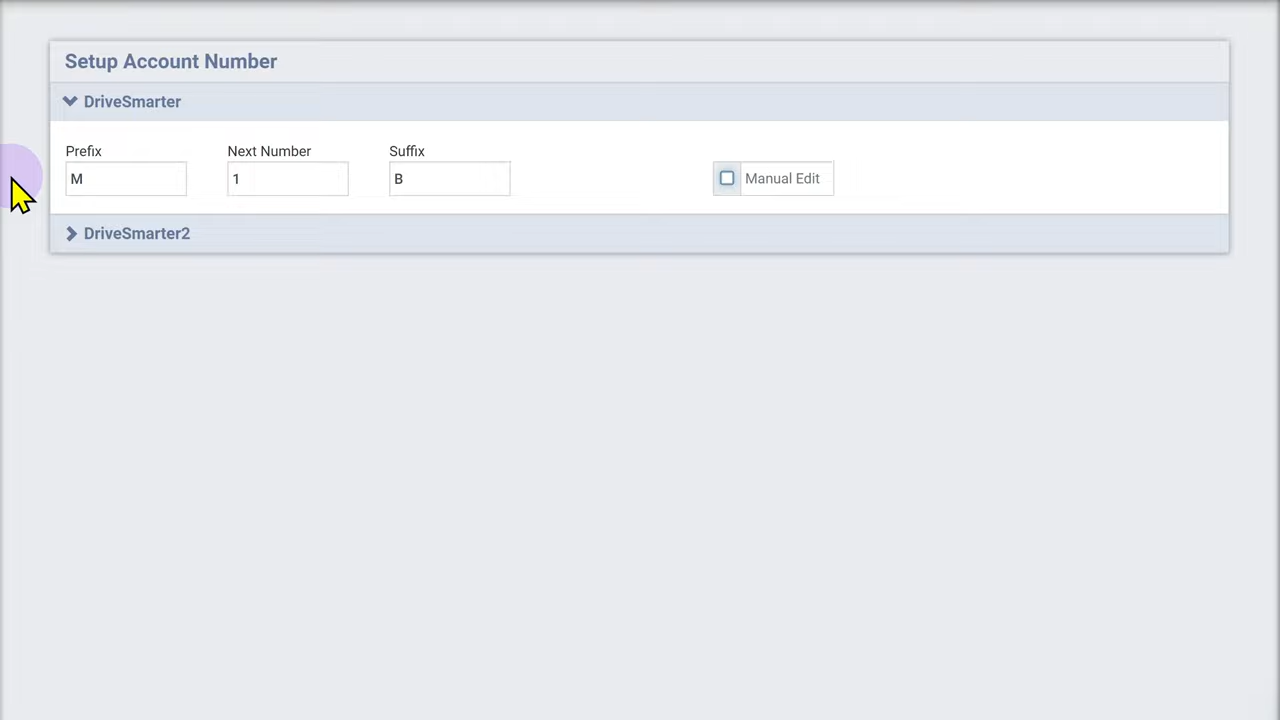 Setup Account Number
DriveSmarter
Prefix Next Number Suffix
M 1 B Manual Edit
DriveSmarter2